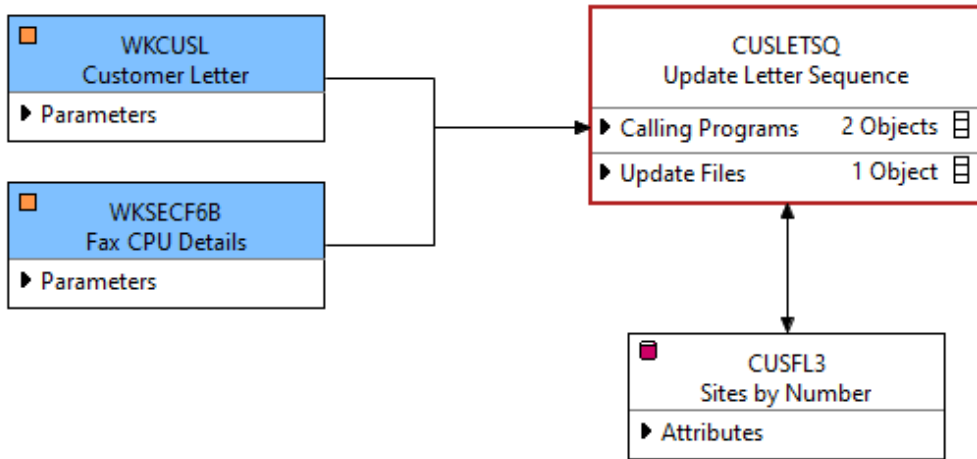 WKCUSL
Customer Letter
Parameters
WKSECF6B
Fax CPU Details
Parameters
CUSLETSQ
Update Letter Sequence
Calling Programs 2 Objects
Update Files 1 Object
CUSFL3
Sites by Number
Attributes